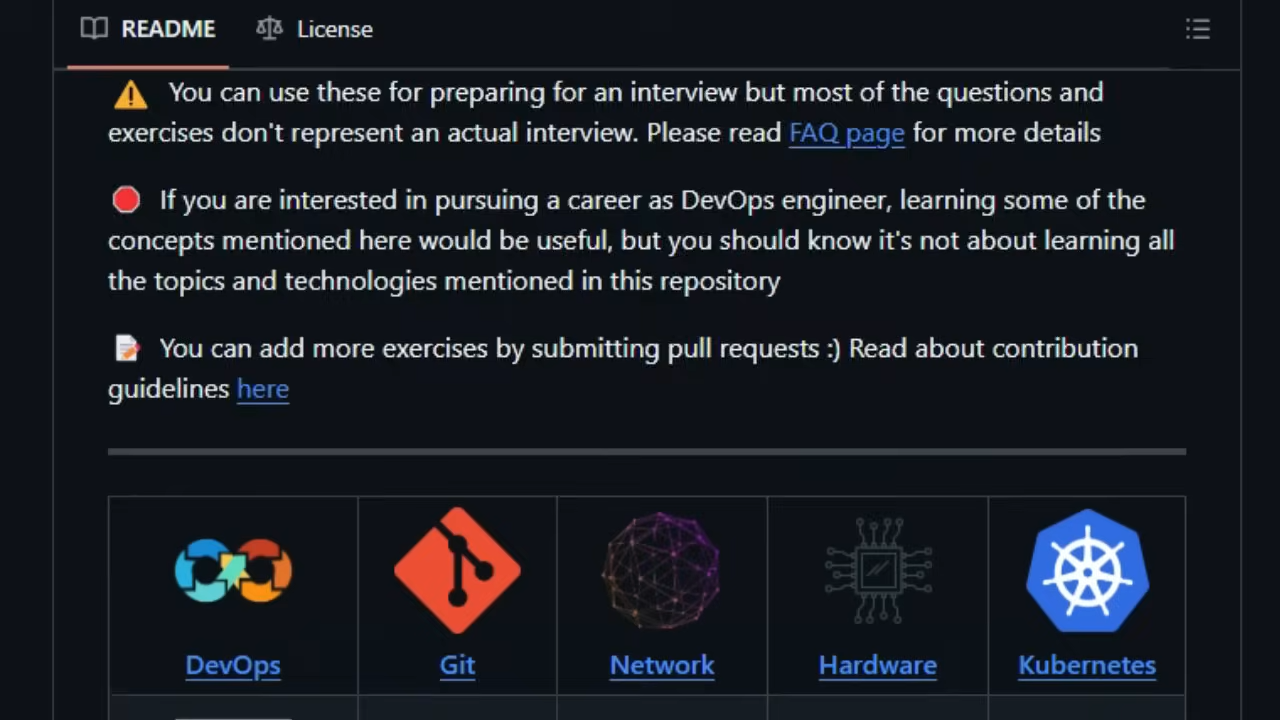 README
License
⚠️ You can use these for preparing for an interview but most of the questions and
exercises don't represent an actual interview. Please read FAQ page for more details
🛑 If you are interested in pursuing a career as DevOps engineer, learning some of the
concepts mentioned here would be useful, but you should know it's not about learning all
the topics and technologies mentioned in this repository
📝 You can add more exercises by submitting pull requests :) Read about contribution
guidelines here
DevOps
Git
Network
Hardware
Kubernetes